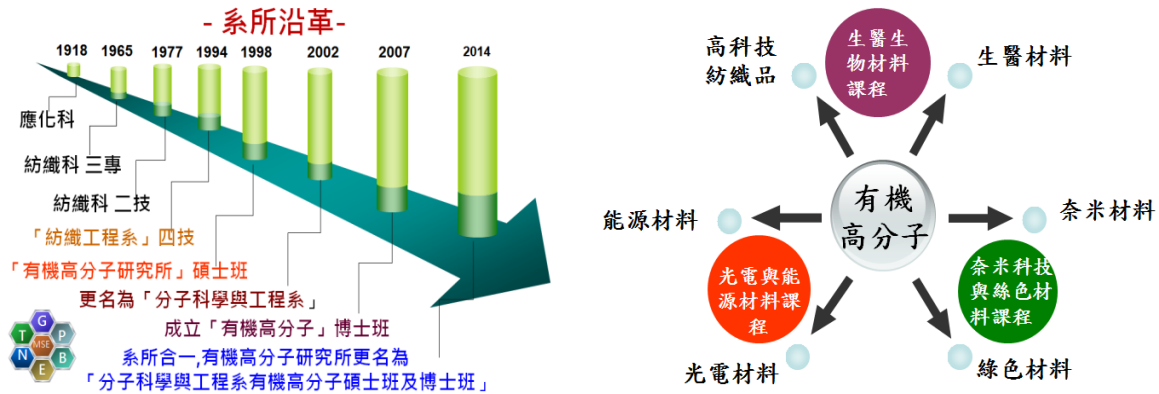 - 系所沿革-
1918
1965
1977
1994
1998
2002
2007
2014
應化科
紡織科 三專
紡織科 二技
「紡織工程系」四技
「有機高分子研究所」碩士班
更名為「分子科學與工程系」
成立「有機高分子」博士班
系所合一,有機高分子研究所更名為
「分子科學與工程系有機高分子碩士班及博士班」
G
T
P
MSE
N
B
E
高科技
紡織品
生醫生
物材料
課程
生醫材料
能源材料
有機
高分子
奈米材料
光電與能
源材料課
程
奈米科技
與綠色材
料課程
光電材料
綠色材料